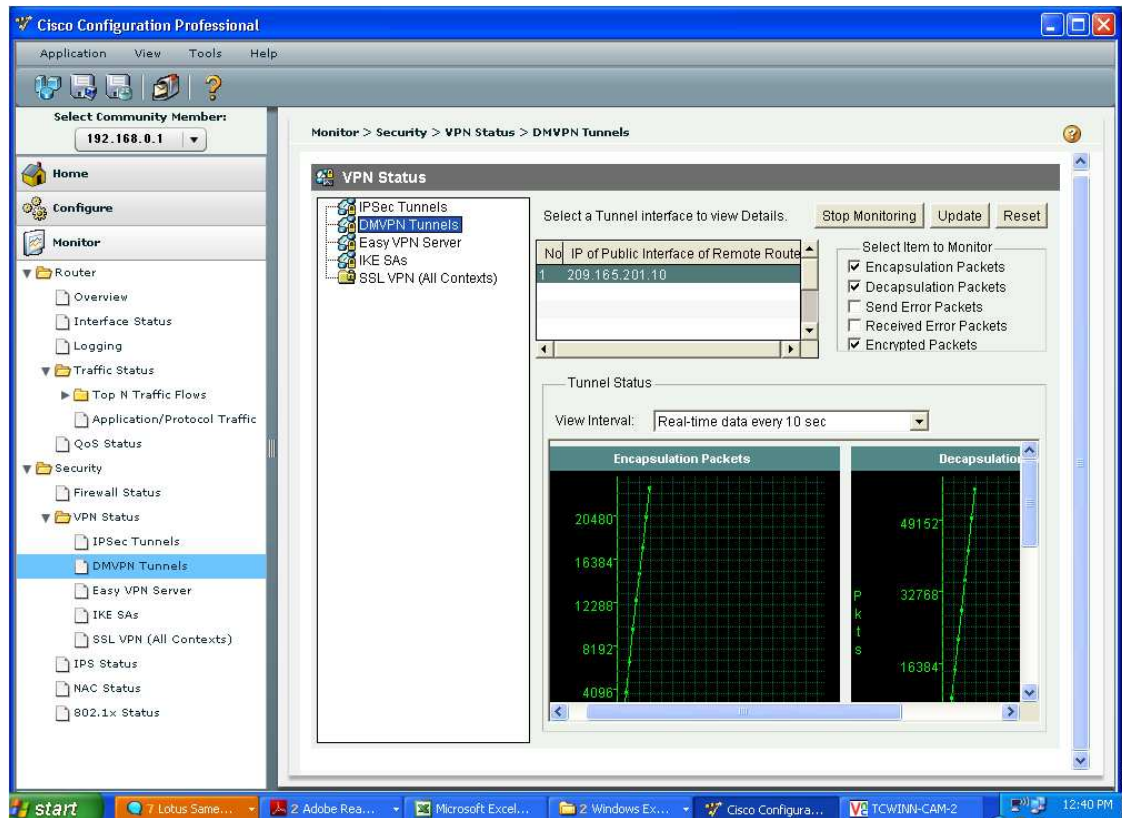 Cisco Configuration Professional
Application View Tools Help
Select Community Member:
192.168.0.1
Home
Configure
Monitor
Router
Overview
Interface Status
Logging
Traffic Status
Top N Traffic Flows
Application/Protocol Traffic
QoS Status
Security
Firewall Status
VPN Status
IPSec Tunnels
DMVPN Tunnels
Easy VPN Server
IKE SAs
SSL VPN (All Contexts)
IPS Status
NAC Status
802.1x Status
Monitor > Security > VPN Status > DMVPN Tunnels
VPN Status
IPSec Tunnels
DMVPN Tunnels
Easy VPN Server
IKE SAs
SSL VPN (All Contexts)
Select a Tunnel interface to view Details.
Stop Monitoring Update Reset
No IP of Public Interface of Remote Route
1 209.165.201.10
Select Item to Monitor
Encapsulation Packets
Decapsulation Packets
Send Error Packets
Received Error Packets
Encrypted Packets
Tunnel Status
View Interval: Real-time data every 10 sec
Encapsulation Packets
20480
16384
12288
8192
4096
Decapsulation
Pkts
49152
32768
16384
start
7 Lotus Same...
2 Adobe Rea...
Microsoft Excel...
2 Windows Ex...
Cisco Configura...
TCWINN-CAM-2
12:40 PM